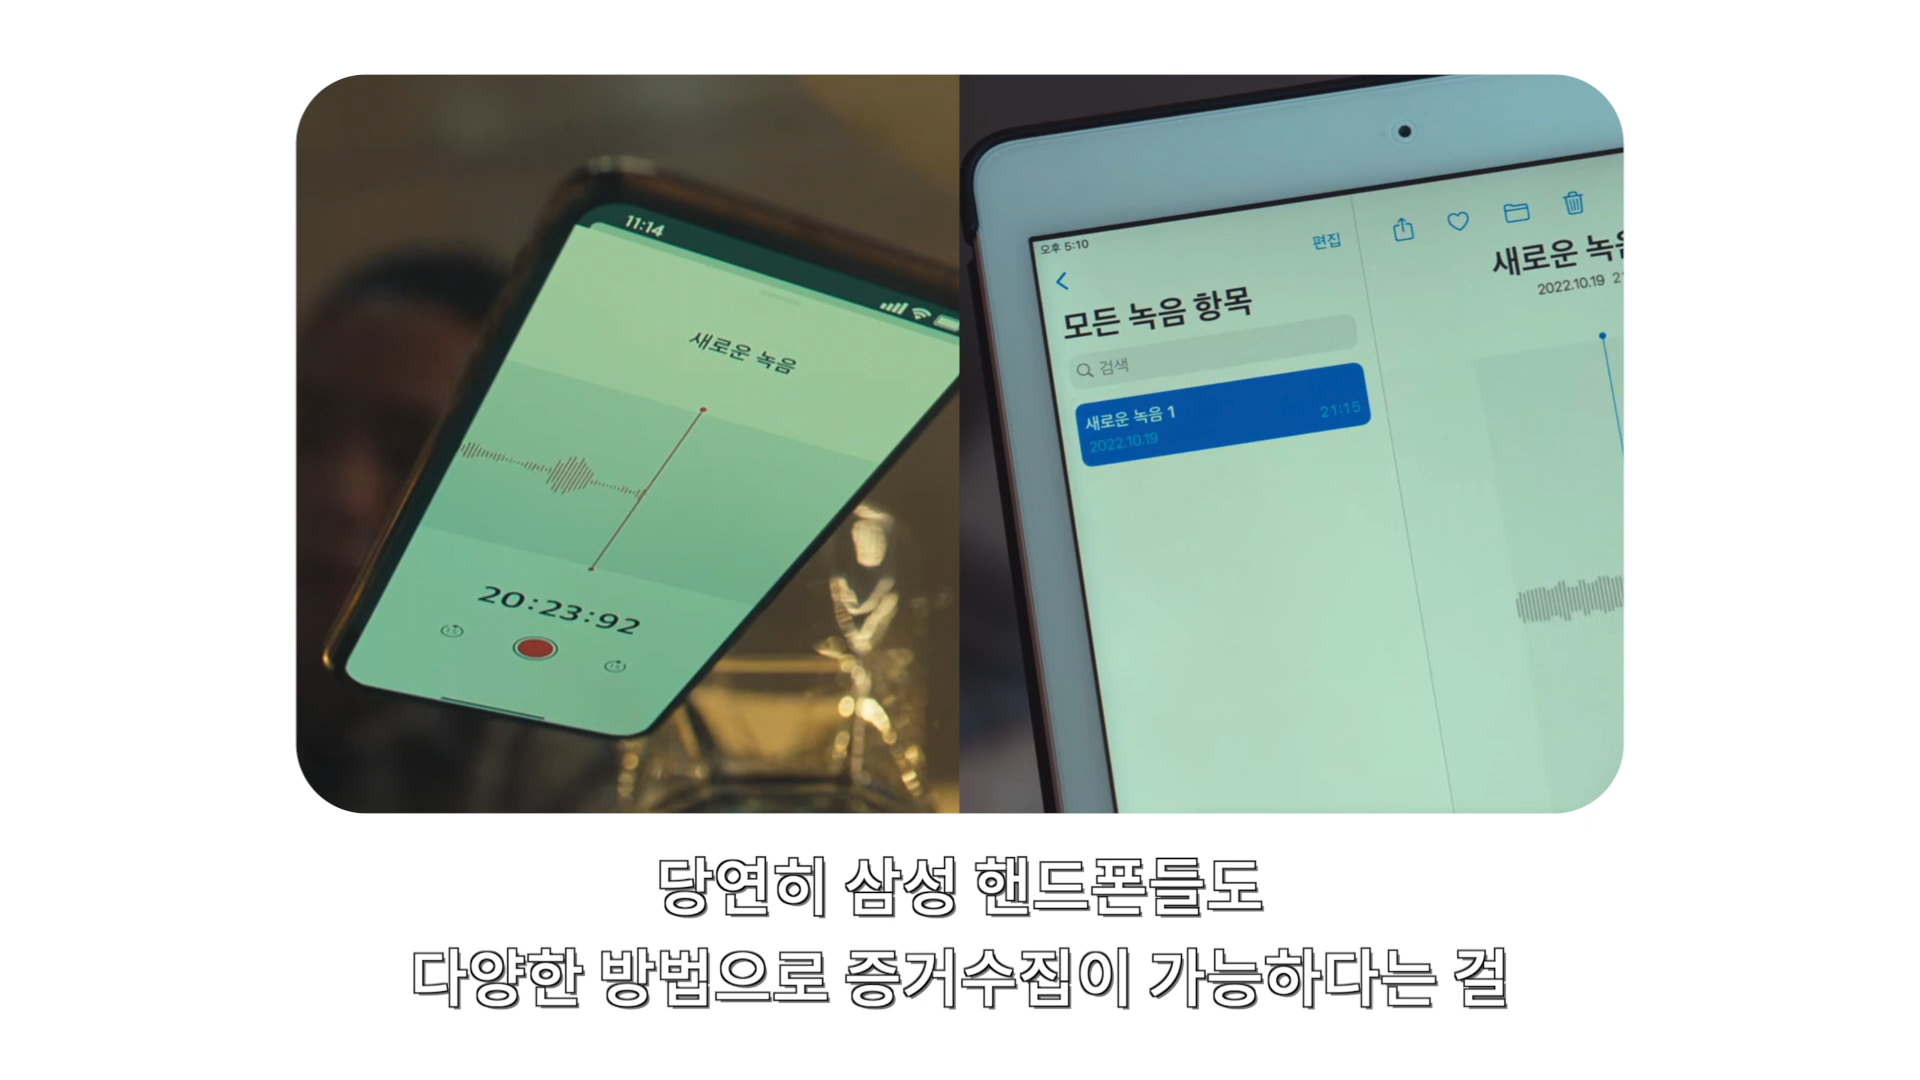 11:14
새로운 녹음
20:23:92
오후 5:10
편집
모든 녹음 항목
검색
새로운 녹음 1
21:15
2022.10.19
새로운
2022.10.19
당연히 삼성 핸드폰들도
다양한 방법으로 증거수집이 가능하다는 걸